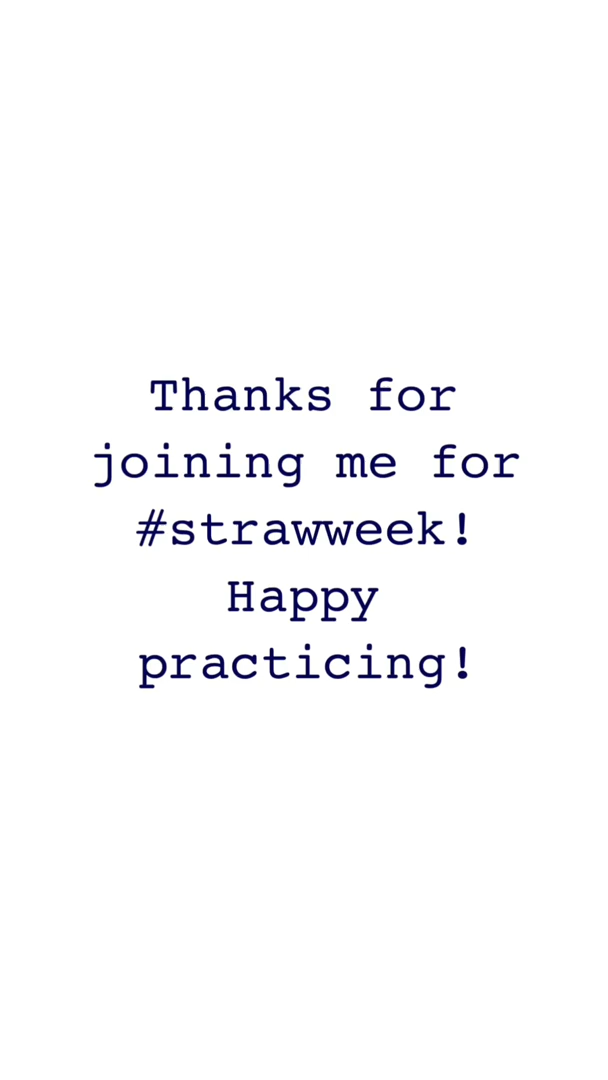 Thanks for
joining me for
#strawweek!
Happy
practicing!